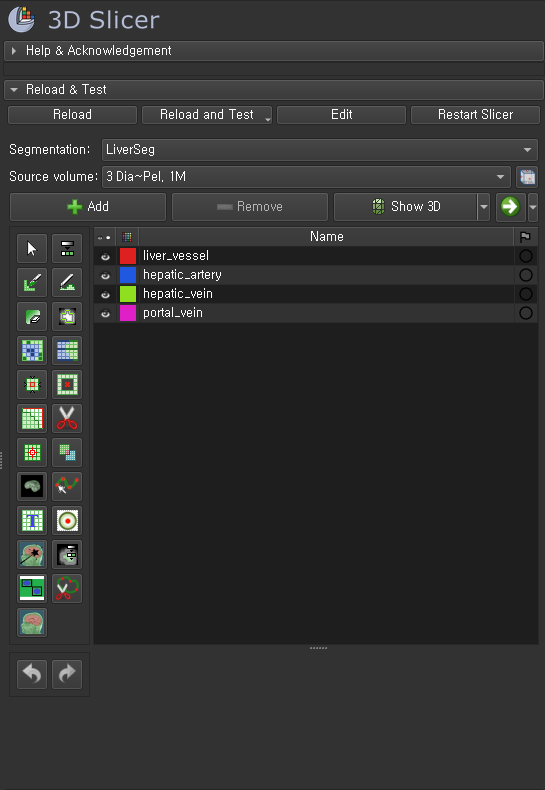 3D Slicer
Help & Acknowledgement
Reload & Test
Reload
Reload and Test
Edit
Restart Slicer
Segmentation: LiverSeg
Source volume: 3 Dia~Pel, 1M
Add
Remove
Show 3D
Name
liver_vessel
hepatic_artery
hepatic_vein
portal_vein